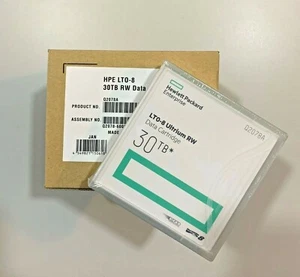 HPE LTO-8
30TB RW Data
Q2078A
PRODUCT NO:
ASSEMBLY NO:
JAN
MADE
Hewlett Packard
Enterprise
Q2078A
LTO-8 Ultrium RW
Data Cartridge
30TB*